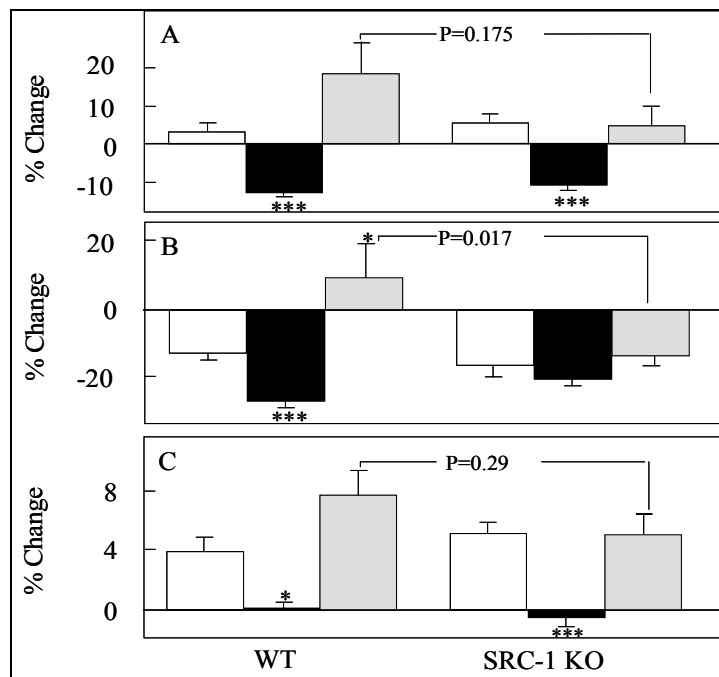 A
P=0.175
20
10
0
-10
% Change
***
***
B
P=0.017
*
20
0
-20
% Change
***
C
P=0.29
8
4
0
% Change
*
***
WT
SRC-1 KO